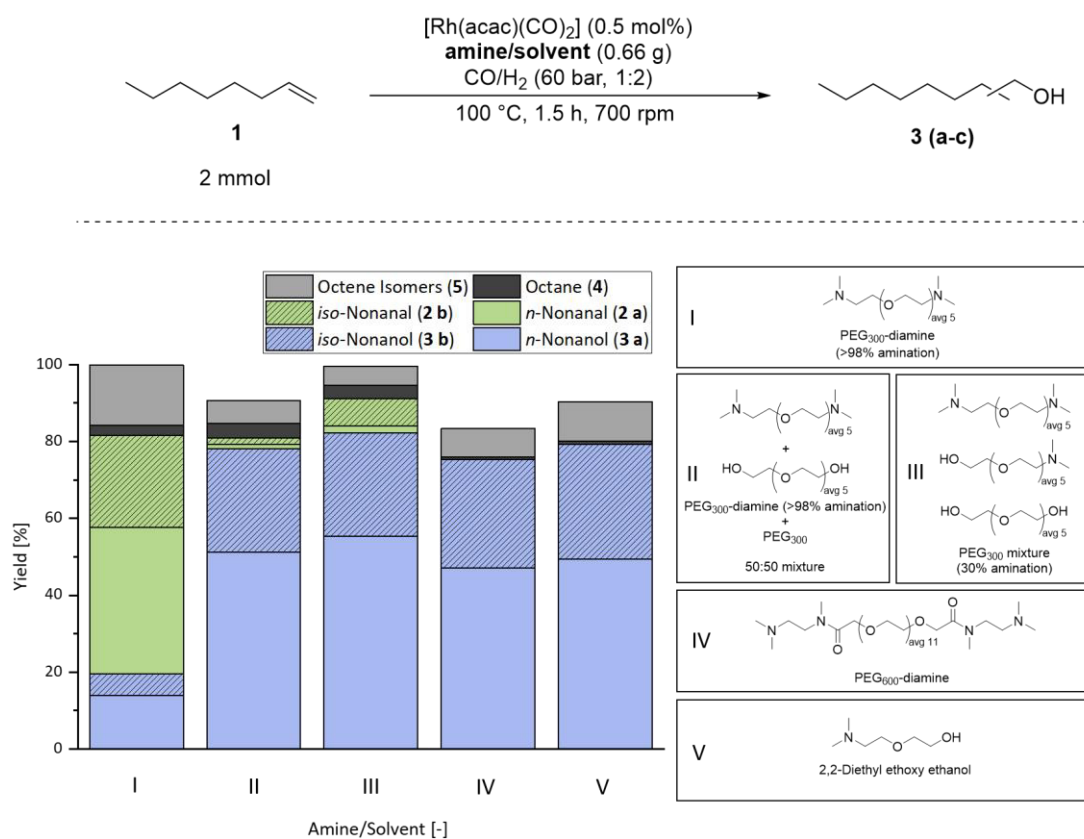 [Rh(acac)(CO)₂] (0.5 mol%)
amine/solvent (0.66 g)
CO/H₂ (60 bar, 1:2)
100 °C, 1.5 h, 700 rpm
1
2 mmol
OH
3 (a-c)
Octene Isomers (5)
Octane (4)
iso-Nonanal (2 b)
n-Nonanal (2 a)
iso-Nonanol (3 b)
n-Nonanol (3 a)
Yield [%]
100
80
60
40
20
0
I
II
III
IV
V
Amine/Solvent [-]
I
N
O
N
avg 5
PEG₃₀₀-diamine
(>98% amination)
II
N
O
N
avg 5
+
HO
O
OH
avg 5
PEG₃₀₀-diamine (>98% amination)
+
PEG₃₀₀
50:50 mixture
III
N
O
N
avg 5
HO
O
N
avg 5
HO
O
OH
avg 5
PEG₃₀₀ mixture
(30% amination)
IV
N
N
O
O
avg 11
O
O
N
N
PEG₆₀₀-diamine
V
N
O
OH
2,2-Diethyl ethoxy ethanol